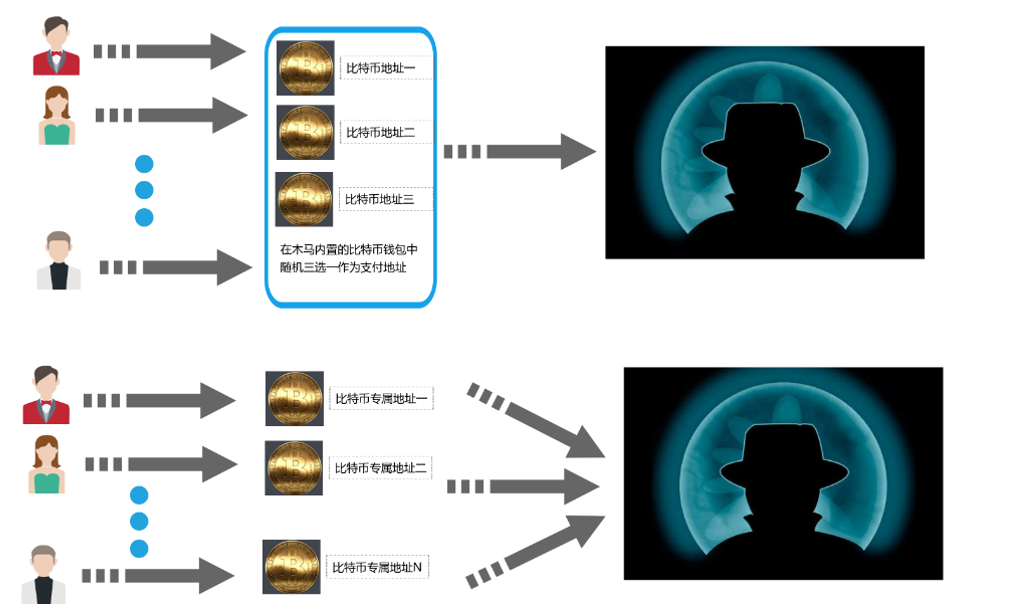 比特币地址一
比特币地址二
比特币地址三
在木马内置的比特币钱包中
随机三选一作为支付地址
比特币专属地址一
比特币专属地址二
比特币专属地址N